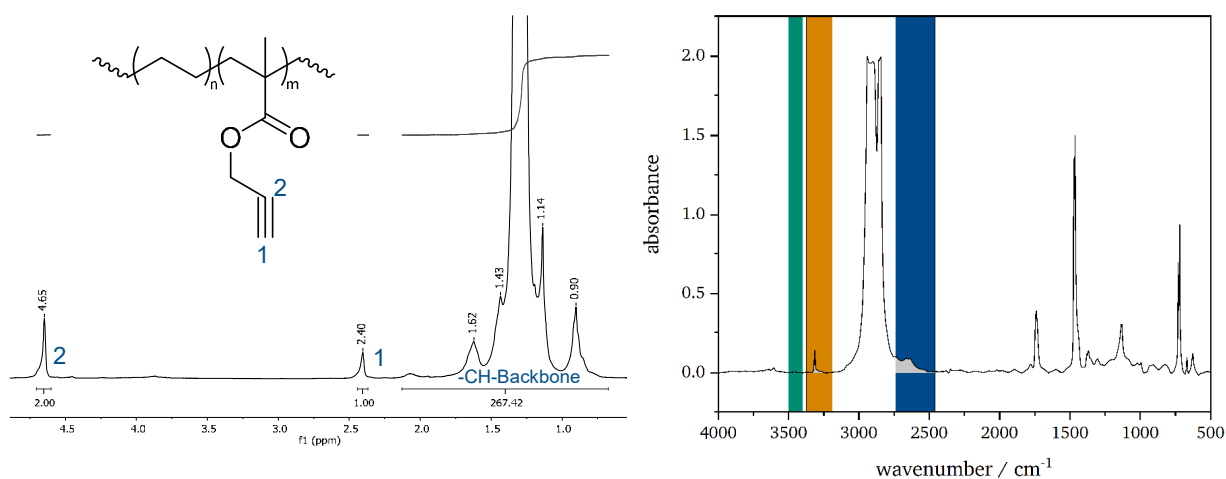 n
m
O
O
2
1
4.65
2
2.40
1
1.62
1.43
1.14
0.90
-CH-Backbone
2.00
1.00
267.42
4.5
4.0
3.5
3.0
2.5
2.0
1.5
1.0
f1 (ppm)
absorbance
2.0
1.5
1.0
0.5
0.0
4000 3500 3000 2500 2000 1500 1000 500
wavenumber / cm⁻¹